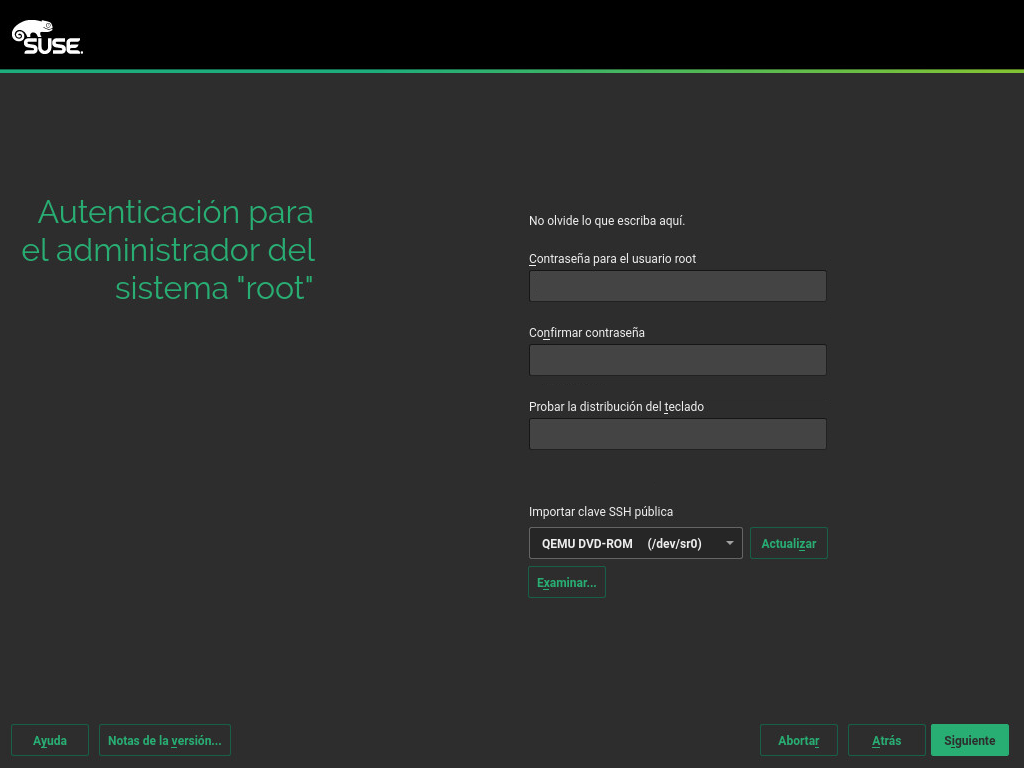 SUSE.
Autenticación para
el administrador del
sistema "root"
No olvide lo que escriba aquí.
Contraseña para el usuario root
Confirmar contraseña
Probar la distribución del teclado
Importar clave SSH pública
QEMU DVD-ROM (/dev/sr0)
Actualizar
Examinar...
Ayuda
Notas de la versión...
Abortar
Atrás
Siguiente